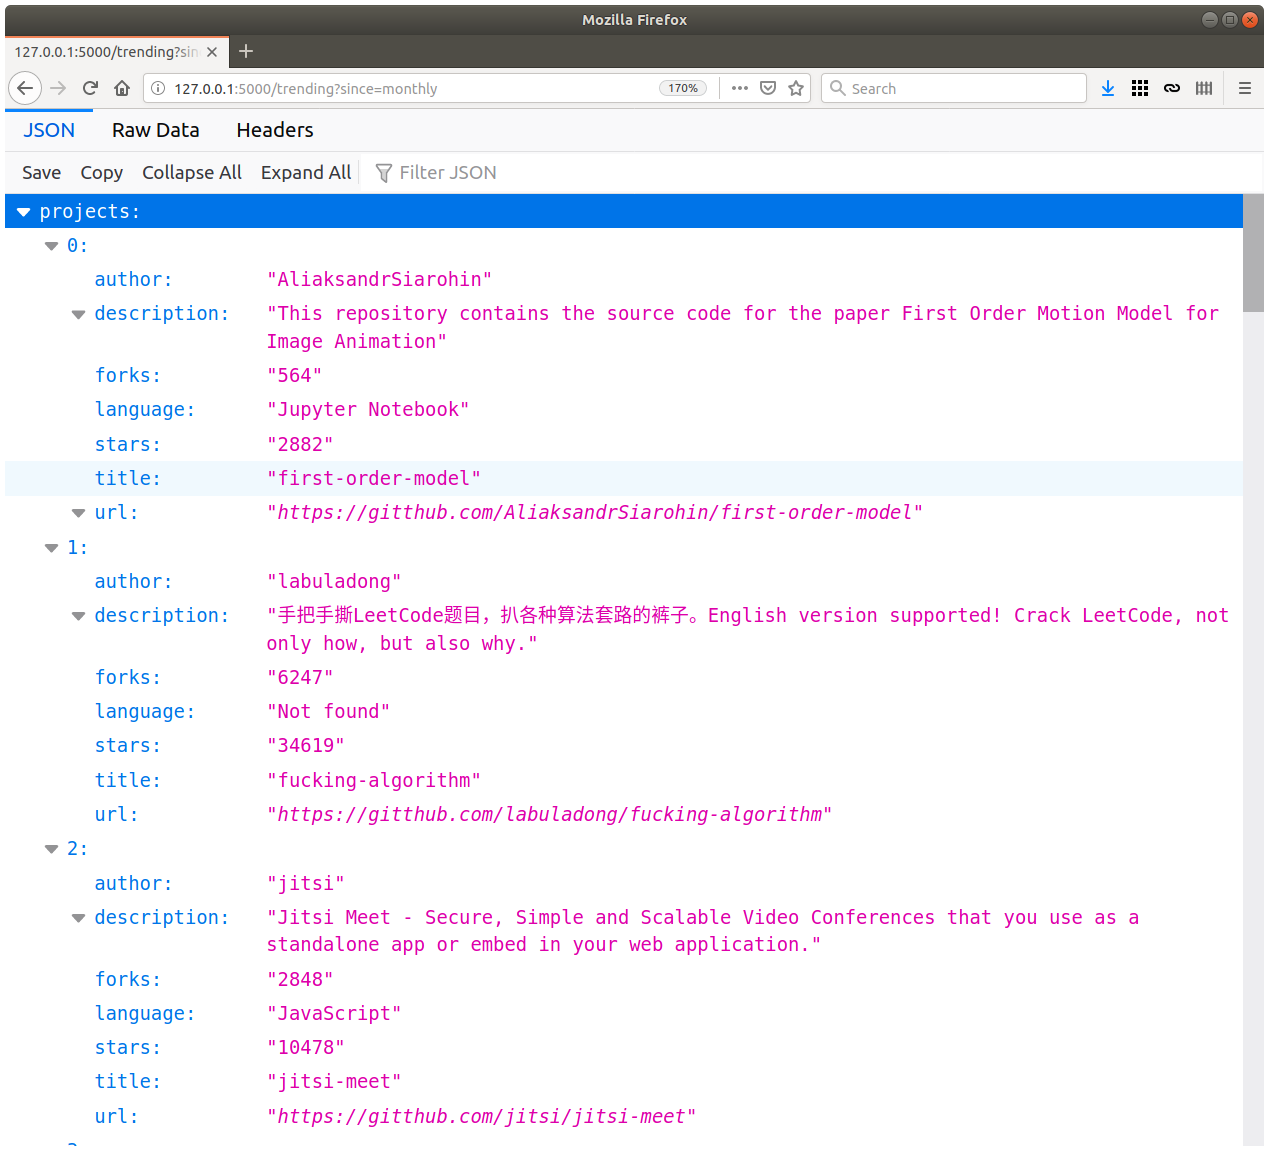 Mozilla Firefox
127.0.0.1:5000/trending?sin
127.0.0.1:5000/trending?since=monthly
170%
Search
JSON Raw Data Headers
Save Copy Collapse All Expand All Filter JSON
projects:
0:
author: "AliaksandrSiarohin"
description: "This repository contains the source code for the paper First Order Motion Model for
Image Animation"
forks: "564"
language: "Jupyter Notebook"
stars: "2882"
title: "first-order-model"
url: "https://gitthub.com/AliaksandrSiarohin/first-order-model"
1:
author: "labuladong"
description: "手把手撕LeetCode题目，扒各种算法套路的裤子。English version supported! Crack LeetCode, not
only how, but also why."
forks: "6247"
language: "Not found"
stars: "34619"
title: "fucking-algorithm"
url: "https://gitthub.com/labuladong/fucking-algorithm"
2:
author: "jitsi"
description: "Jitsi Meet - Secure, Simple and Scalable Video Conferences that you use as a
standalone app or embed in your web application."
forks: "2848"
language: "JavaScript"
stars: "10478"
title: "jitsi-meet"
url: "https://gitthub.com/jitsi/jitsi-meet"